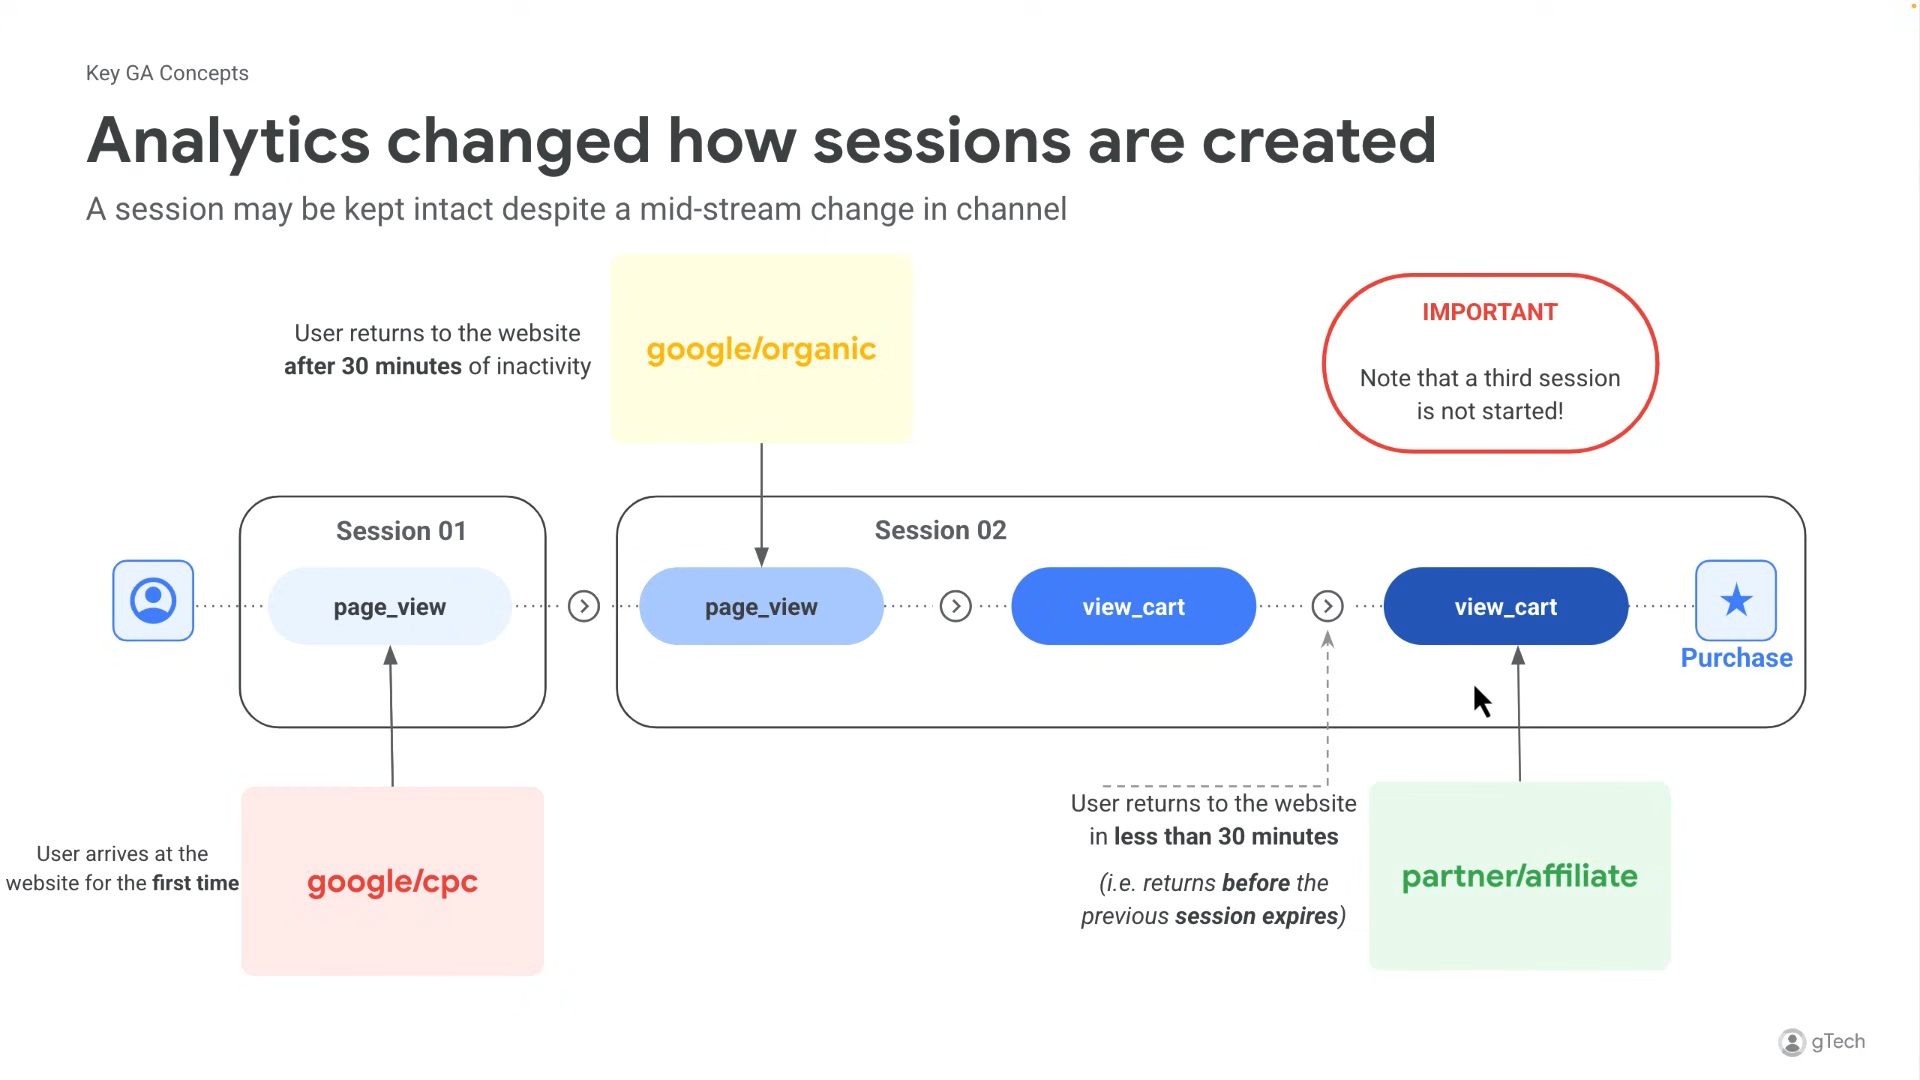 Key GA Concepts
Analytics changed how sessions are created
A session may be kept intact despite a mid-stream change in channel
User returns to the website
after 30 minutes of inactivity
google/organic
IMPORTANT
Note that a third session
is not started!
Session 01
Session 02
page_view
page_view
view_cart
view_cart
Purchase
User arrives at the
website for the first time
google/cpc
User returns to the website
in less than 30 minutes
(i.e. returns before the
previous session expires)
partner/affiliate
gTech